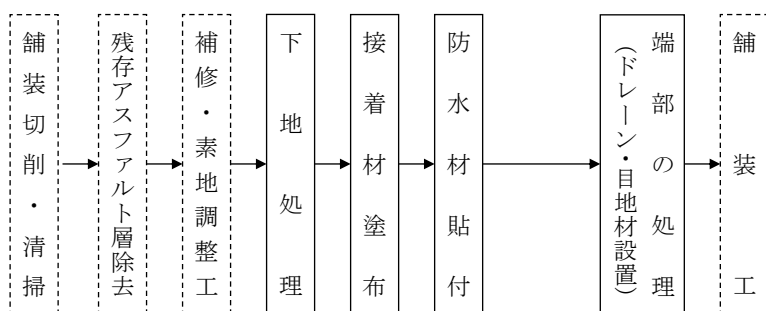 舗装切削・清掃
残存アスファルト層除去
補修・素地調整工
下地処理
接着材塗布
防水材貼付
端部の処理
(ドレーン・目地材設置)
舗装工